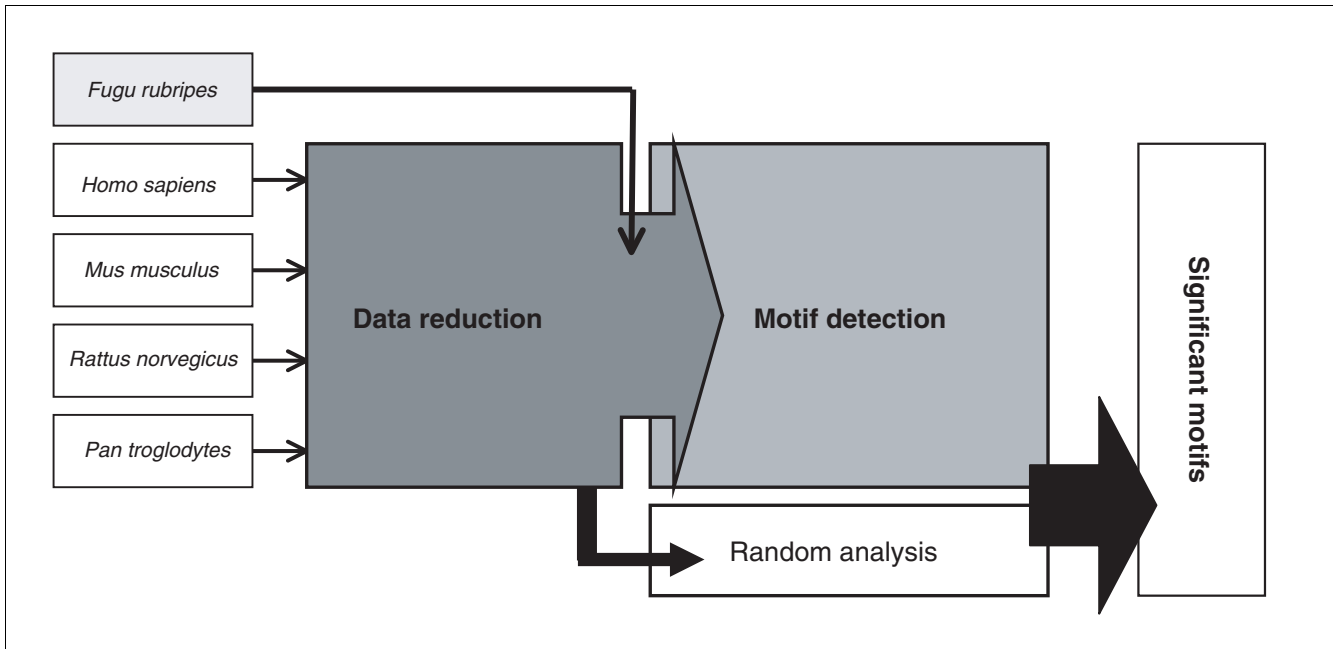 Fugu rubripes
Homo sapiens
Mus musculus
Rattus norvegicus
Pan troglodytes
Data reduction
Motif detection
Random analysis
Significant motifs